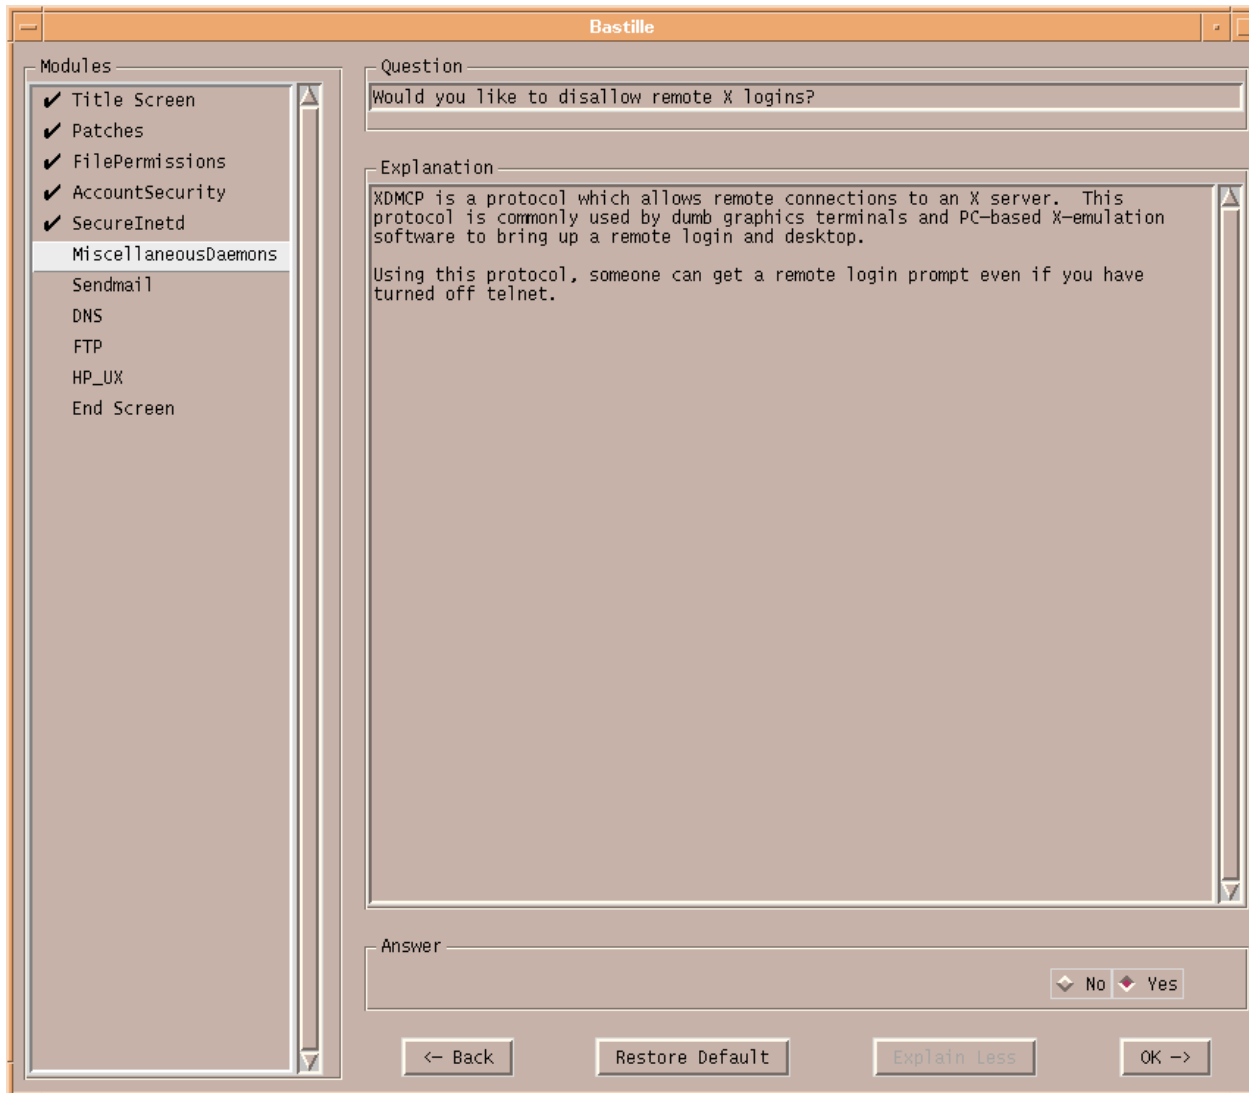 Bastille
Modules
Title Screen
Patches
FilePermissions
AccountSecurity
SecureInetd
MiscellaneousDaemons
Sendmail
DNS
FTP
HP_UX
End Screen
Question
Would you like to disallow remote X logins?
Explanation
XDMCP is a protocol which allows remote connections to an X server.  This
protocol is commonly used by dumb graphics terminals and PC-based X-emulation
software to bring up a remote login and desktop.
Using this protocol, someone can get a remote login prompt even if you have
turned off telnet.
Answer
No Yes
<- Back Restore Default Explain Less OK ->